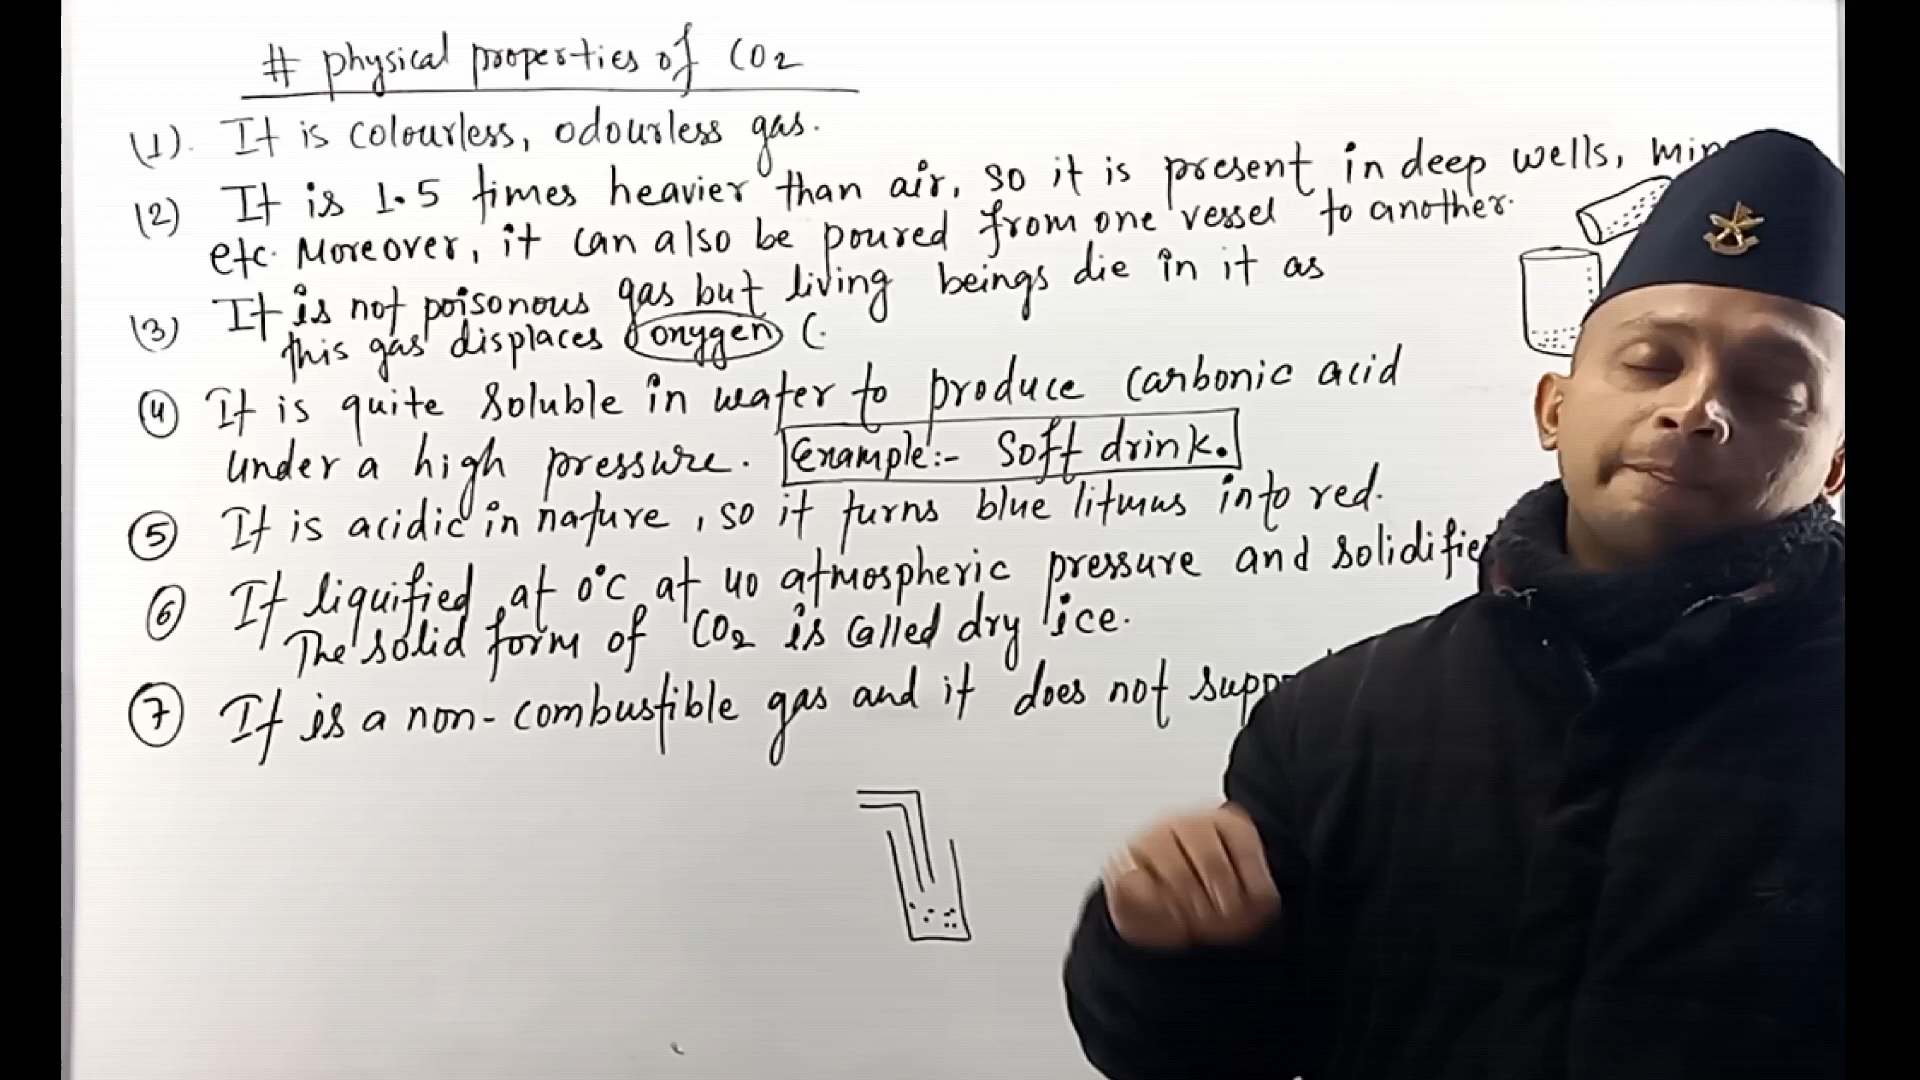 # physical properties of CO2
(1). It is colourless, odourless gas.
(2) It is 1.5 times heavier than air, so it is present in deep wells,
etc. Moreover, it can also be poured from one vessel to another.
(3) It is not poisonous gas but living beings die in it as
this gas displaces oxygen (
(4) It is quite soluble in water to produce carbonic acid
under a high pressure. Example:- Soft drink.
(5) It is acidic in nature, so it turns blue litmus into red.
(6) It liquified at 0°C at 40 atmospheric pressure and
The solid form of CO2 is called dry ice.
(7) It is a non-combustible gas and it does not